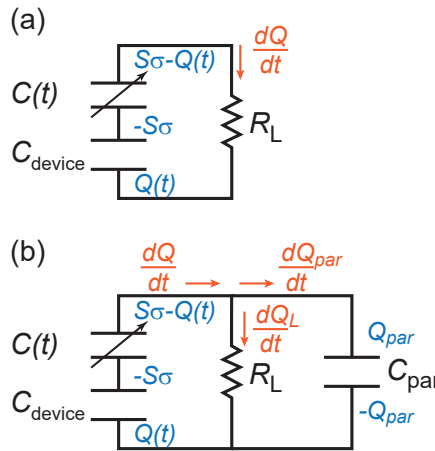 (a)
Sσ-Q(t)
dQ
dt
C(t)
-Sσ
RL
Cdevice
Q(t)
(b)
dQ
dt
dQpar
dt
Sσ-Q(t)
dQL
dt
C(t)
Qpar
-Sσ
RL
Cpar
Cdevice
-Qpar
Q(t)